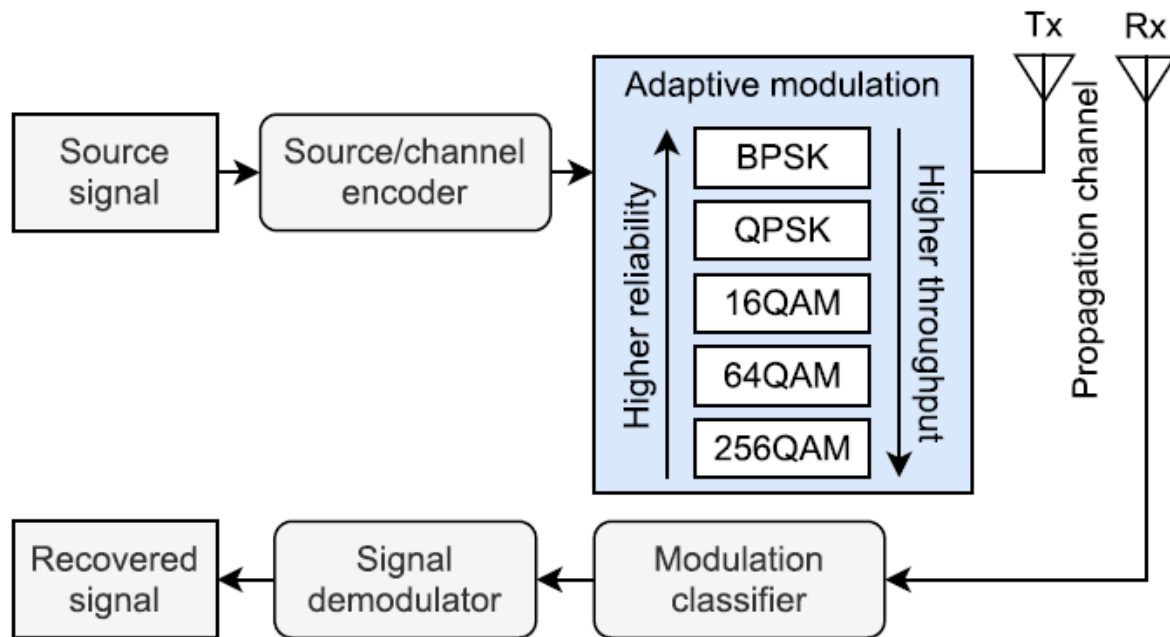 Tx
Rx
Source
signal
Source/channel
encoder
Adaptive modulation
BPSK
QPSK
16QAM
64QAM
256QAM
Higher reliability
Higher throughput
Propagation channel
Recovered
signal
Signal
demodulator
Modulation
classifier